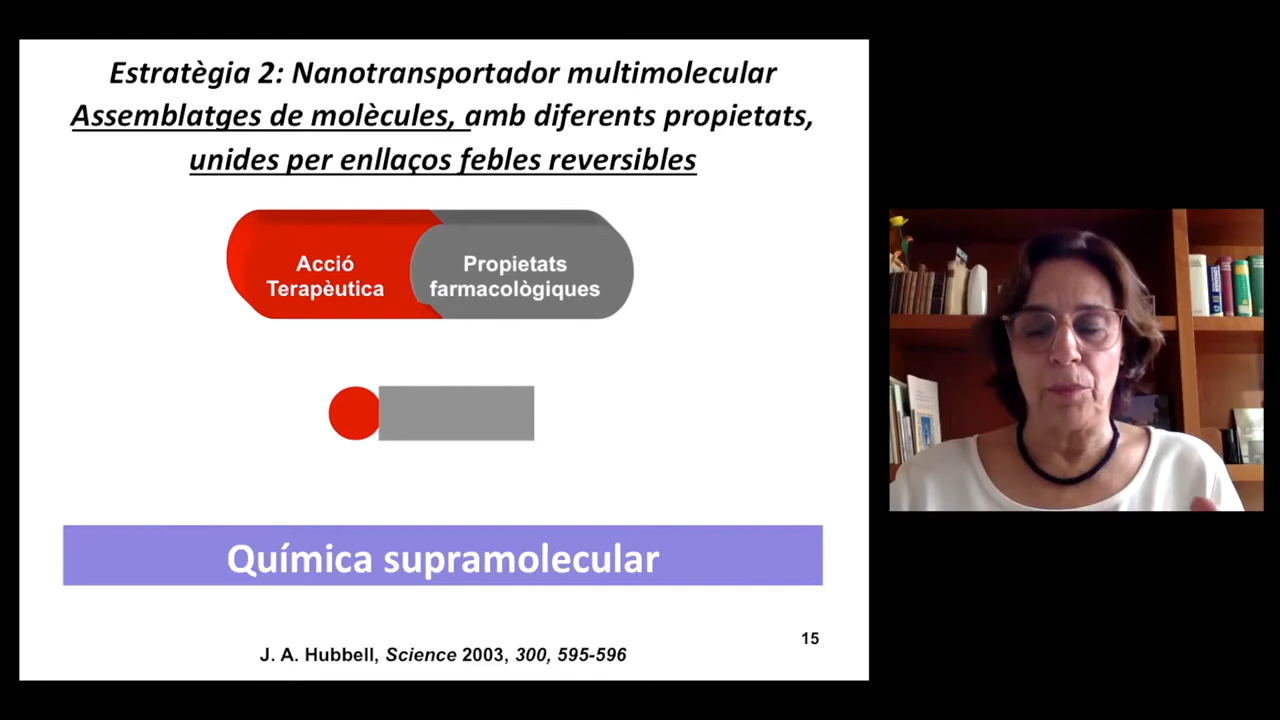 Estratègia 2: Nanotransportador multimolecular
Assemblatges de molècules, amb diferents propietats,
unides per enllaços febles reversibles
Acció
Terapèutica
Propietats
farmacològiques
Química supramolecular
15
J. A. Hubbell, Science 2003, 300, 595-596